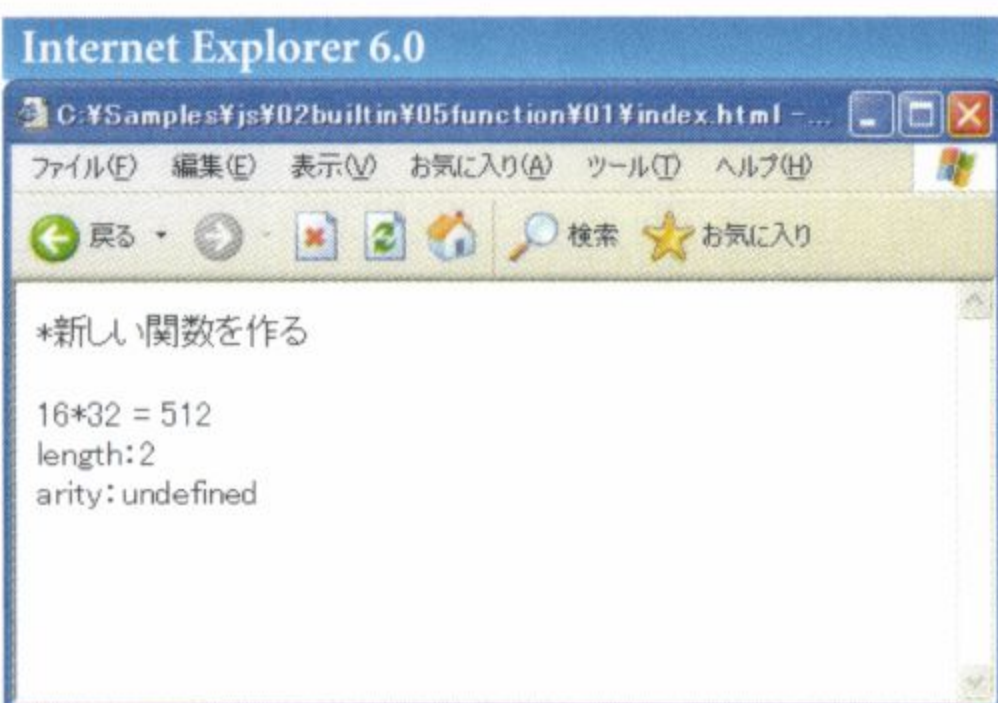 Internet Explorer 6.0
C:¥Samples¥js¥02builtin¥05function¥01¥index.html - ...
ファイル(F) 編集(E) 表示(V) お気に入り(A) ツール(T) ヘルプ(H)
戻る 検索 お気に入り
*新しい関数を作る
16*32 = 512
length:2
arity:undefined